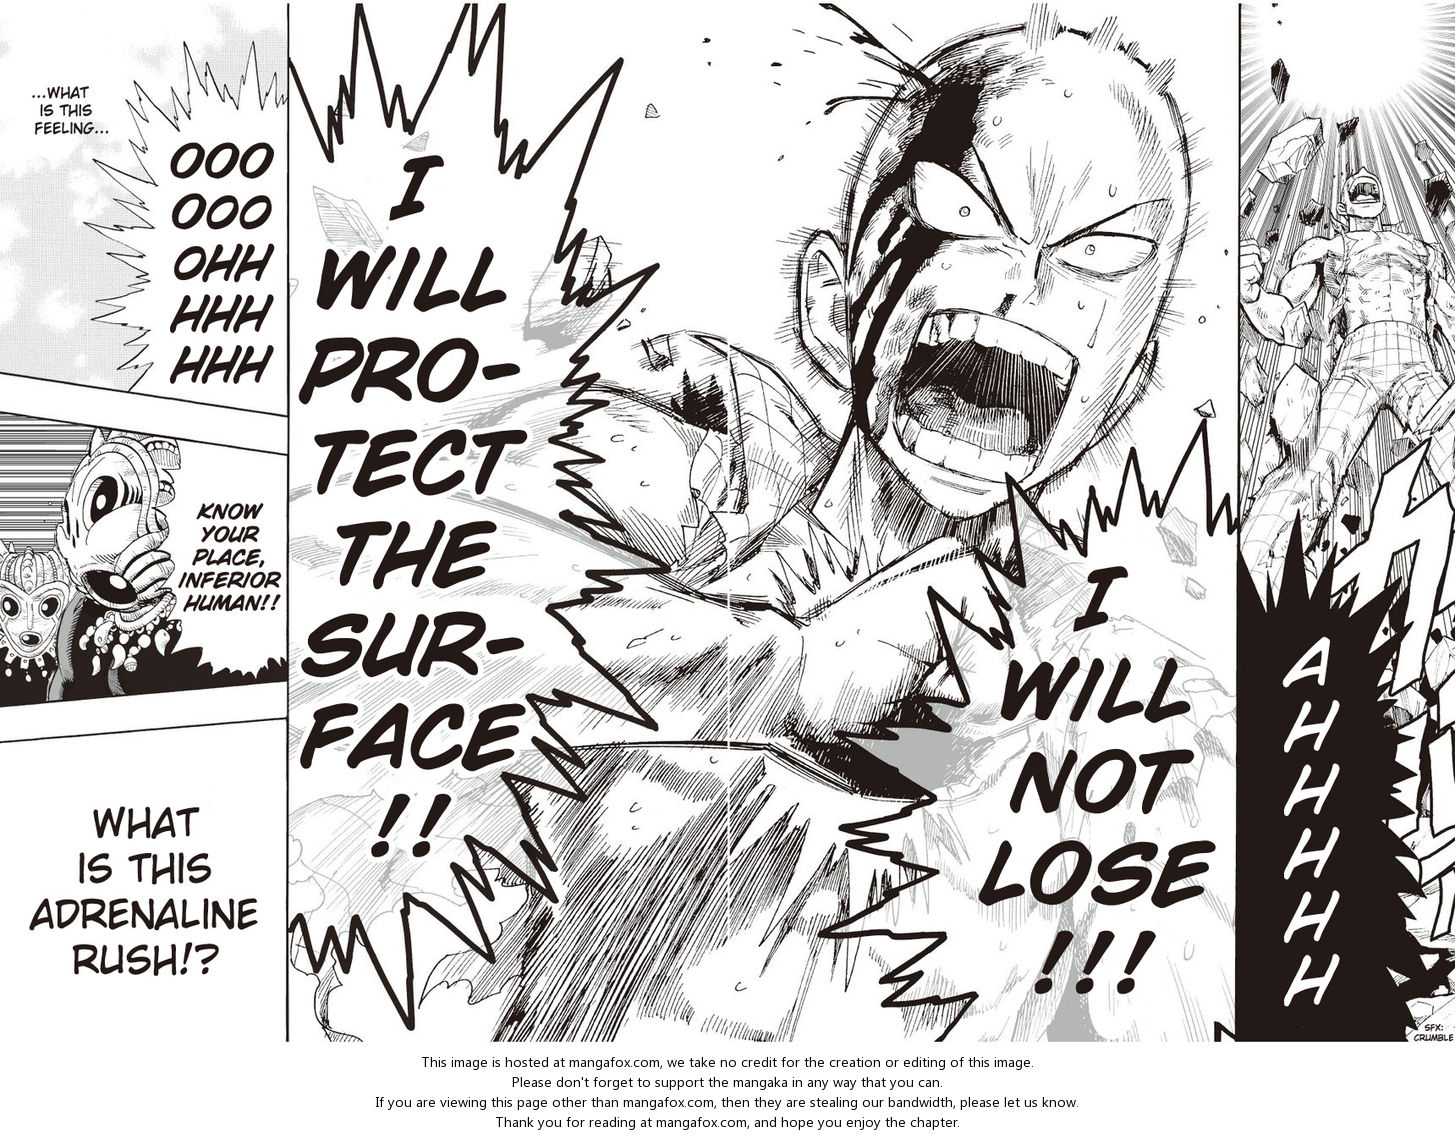 A
H
H
H
H
H
SFX:
CRUMBLE
I
WILL
NOT
LOSE
!!!
I
WILL
PRO-
TECT
THE
SUR-
FACE
!!
OOO
OOO
OHH
HHH
HHH
...WHAT
IS THIS
FEELING...
KNOW
YOUR
PLACE,
INFERIOR
HUMAN!!
WHAT
IS THIS
ADRENALINE
RUSH!?
This image is hosted at mangafox.com, we take no credit for the creation or editing of this image.
Please don't forget to support the mangaka in any way that you can.
If you are viewing this page other than mangafox.com, then they are stealing our bandwidth, please let us know.
Thank you for reading at mangafox.com, and hope you enjoy the chapter.